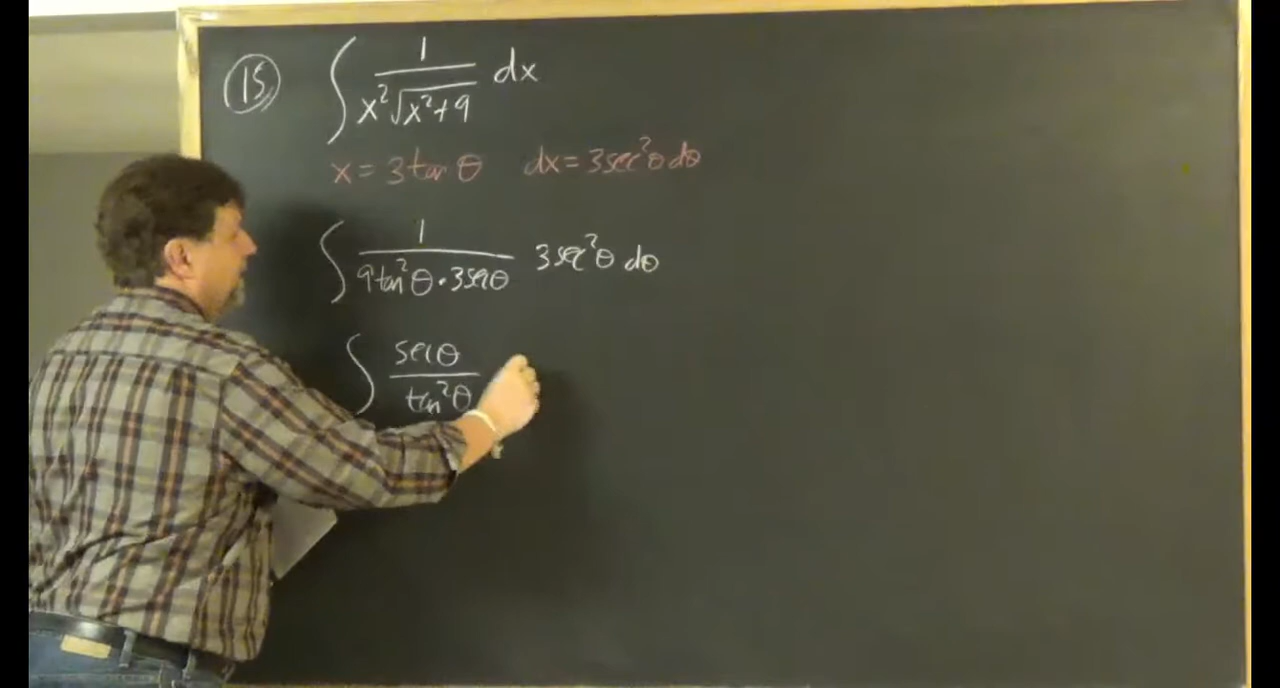 (15) ∫ 1/(x²√(x²+9)) dx
x = 3tan θ dx = 3sec²θ dθ
∫ 1/(9tan²θ · 3secθ) 3sec²θ dθ
∫ secθ/tan²θ